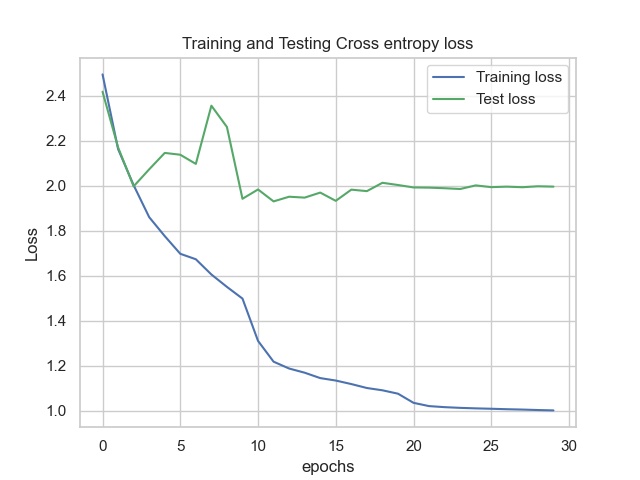 Training and Testing Cross entropy loss
Training loss
Test loss
2.4
2.2
2.0
1.8
1.6
1.4
1.2
1.0
Loss
0 5 10 15 20 25 30
epochs